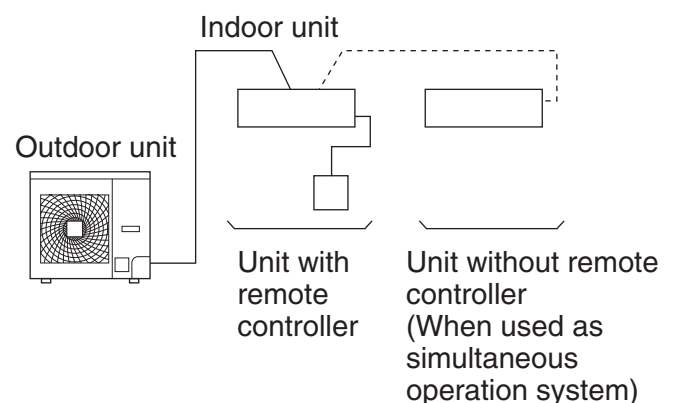 Indoor unit
Outdoor unit
Unit with
remote
controller
Unit without remote
controller
(When used as
simultaneous
operation system)